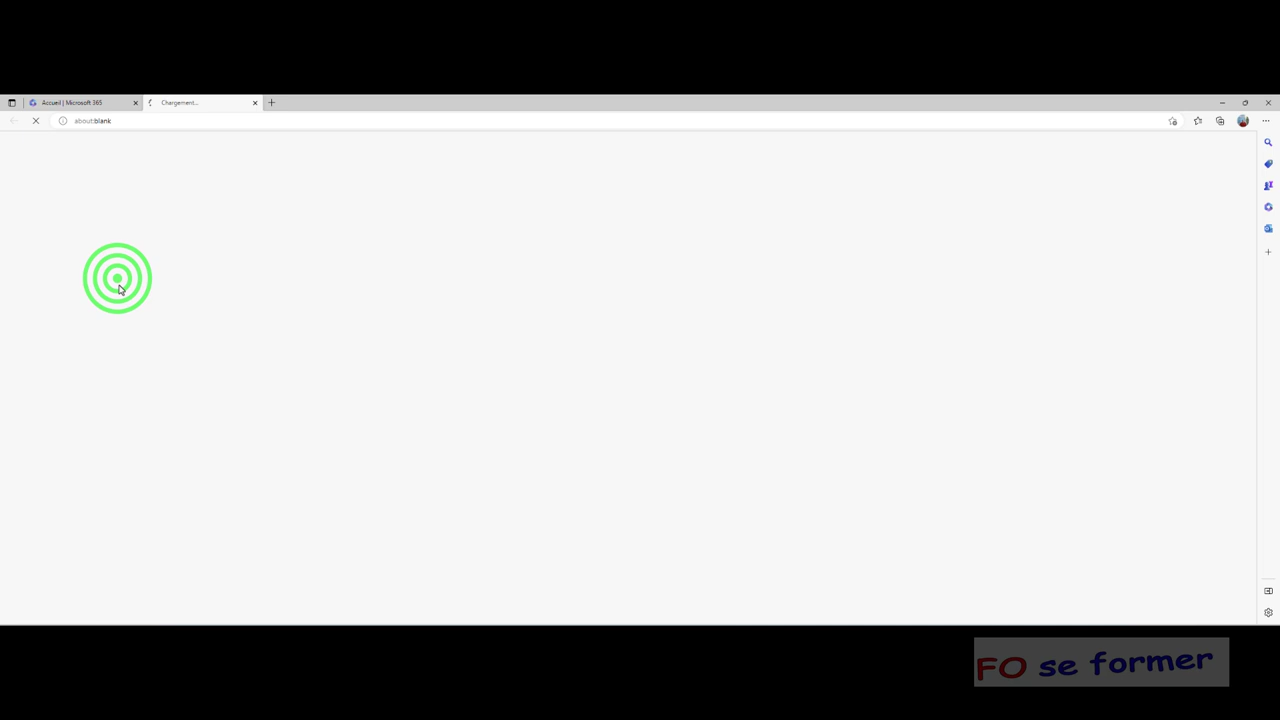 Accueil | Microsoft 365
Chargement...
about:blank
FO se former